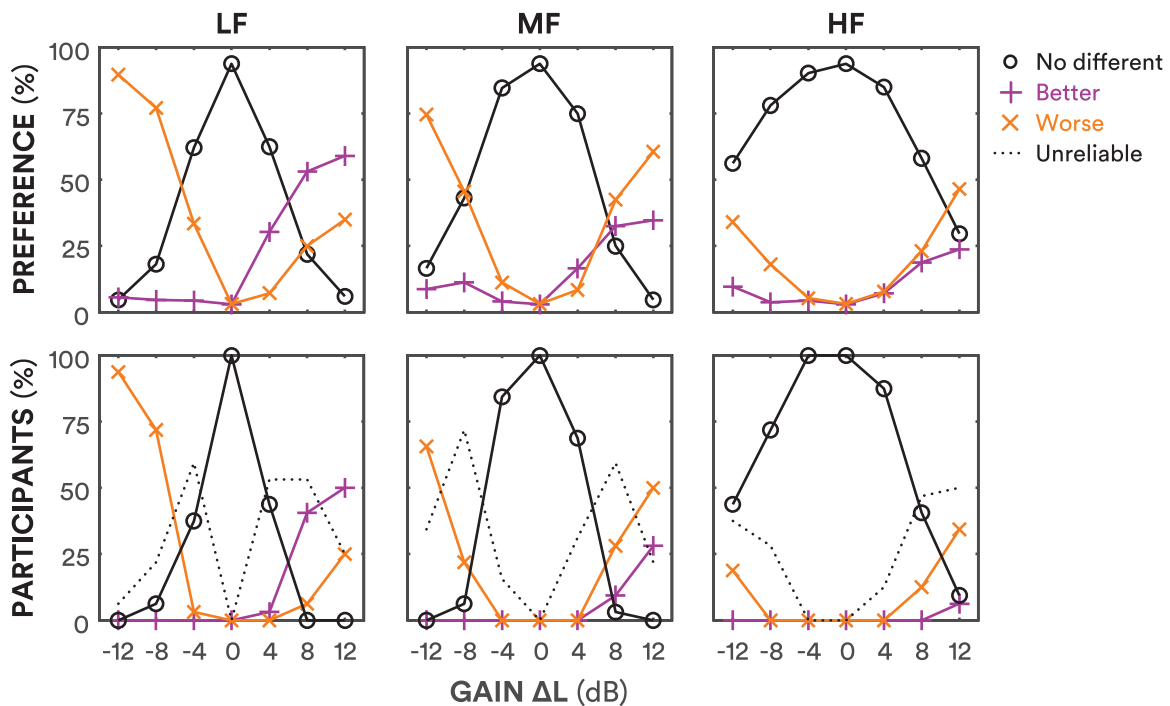 LF MF HF
PREFERENCE (%)
100
75
50
25
0
No different
Better
Worse
Unreliable
PARTICIPANTS (%)
100
75
50
25
0
-12 -8 -4 0 4 8 12 -12 -8 -4 0 4 8 12 -12 -8 -4 0 4 8 12
GAIN ΔL (dB)